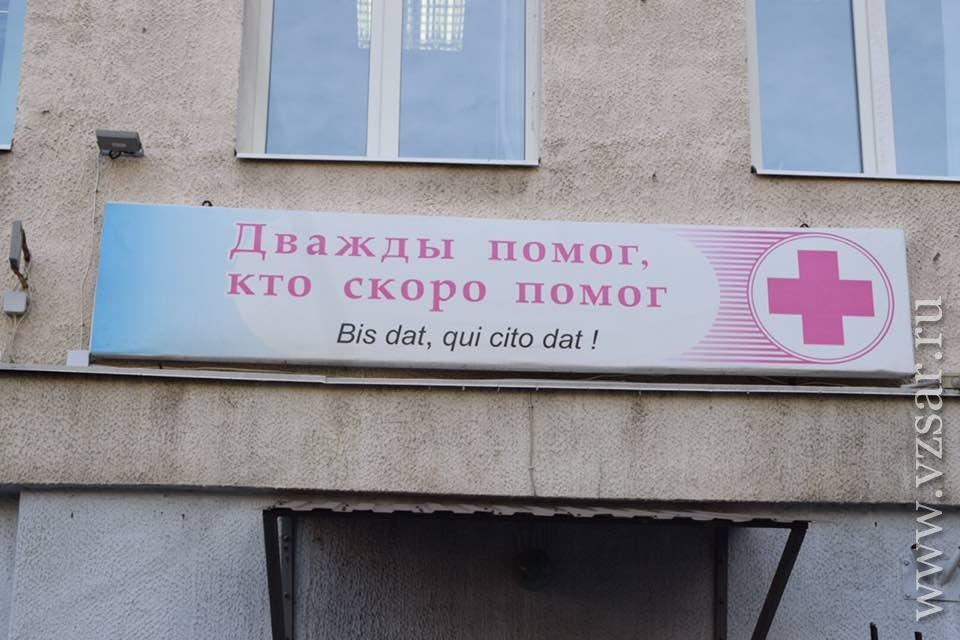 Дважды помог,
кто скоро помог
Bis dat, qui cito dat !
www.vzsar.ru